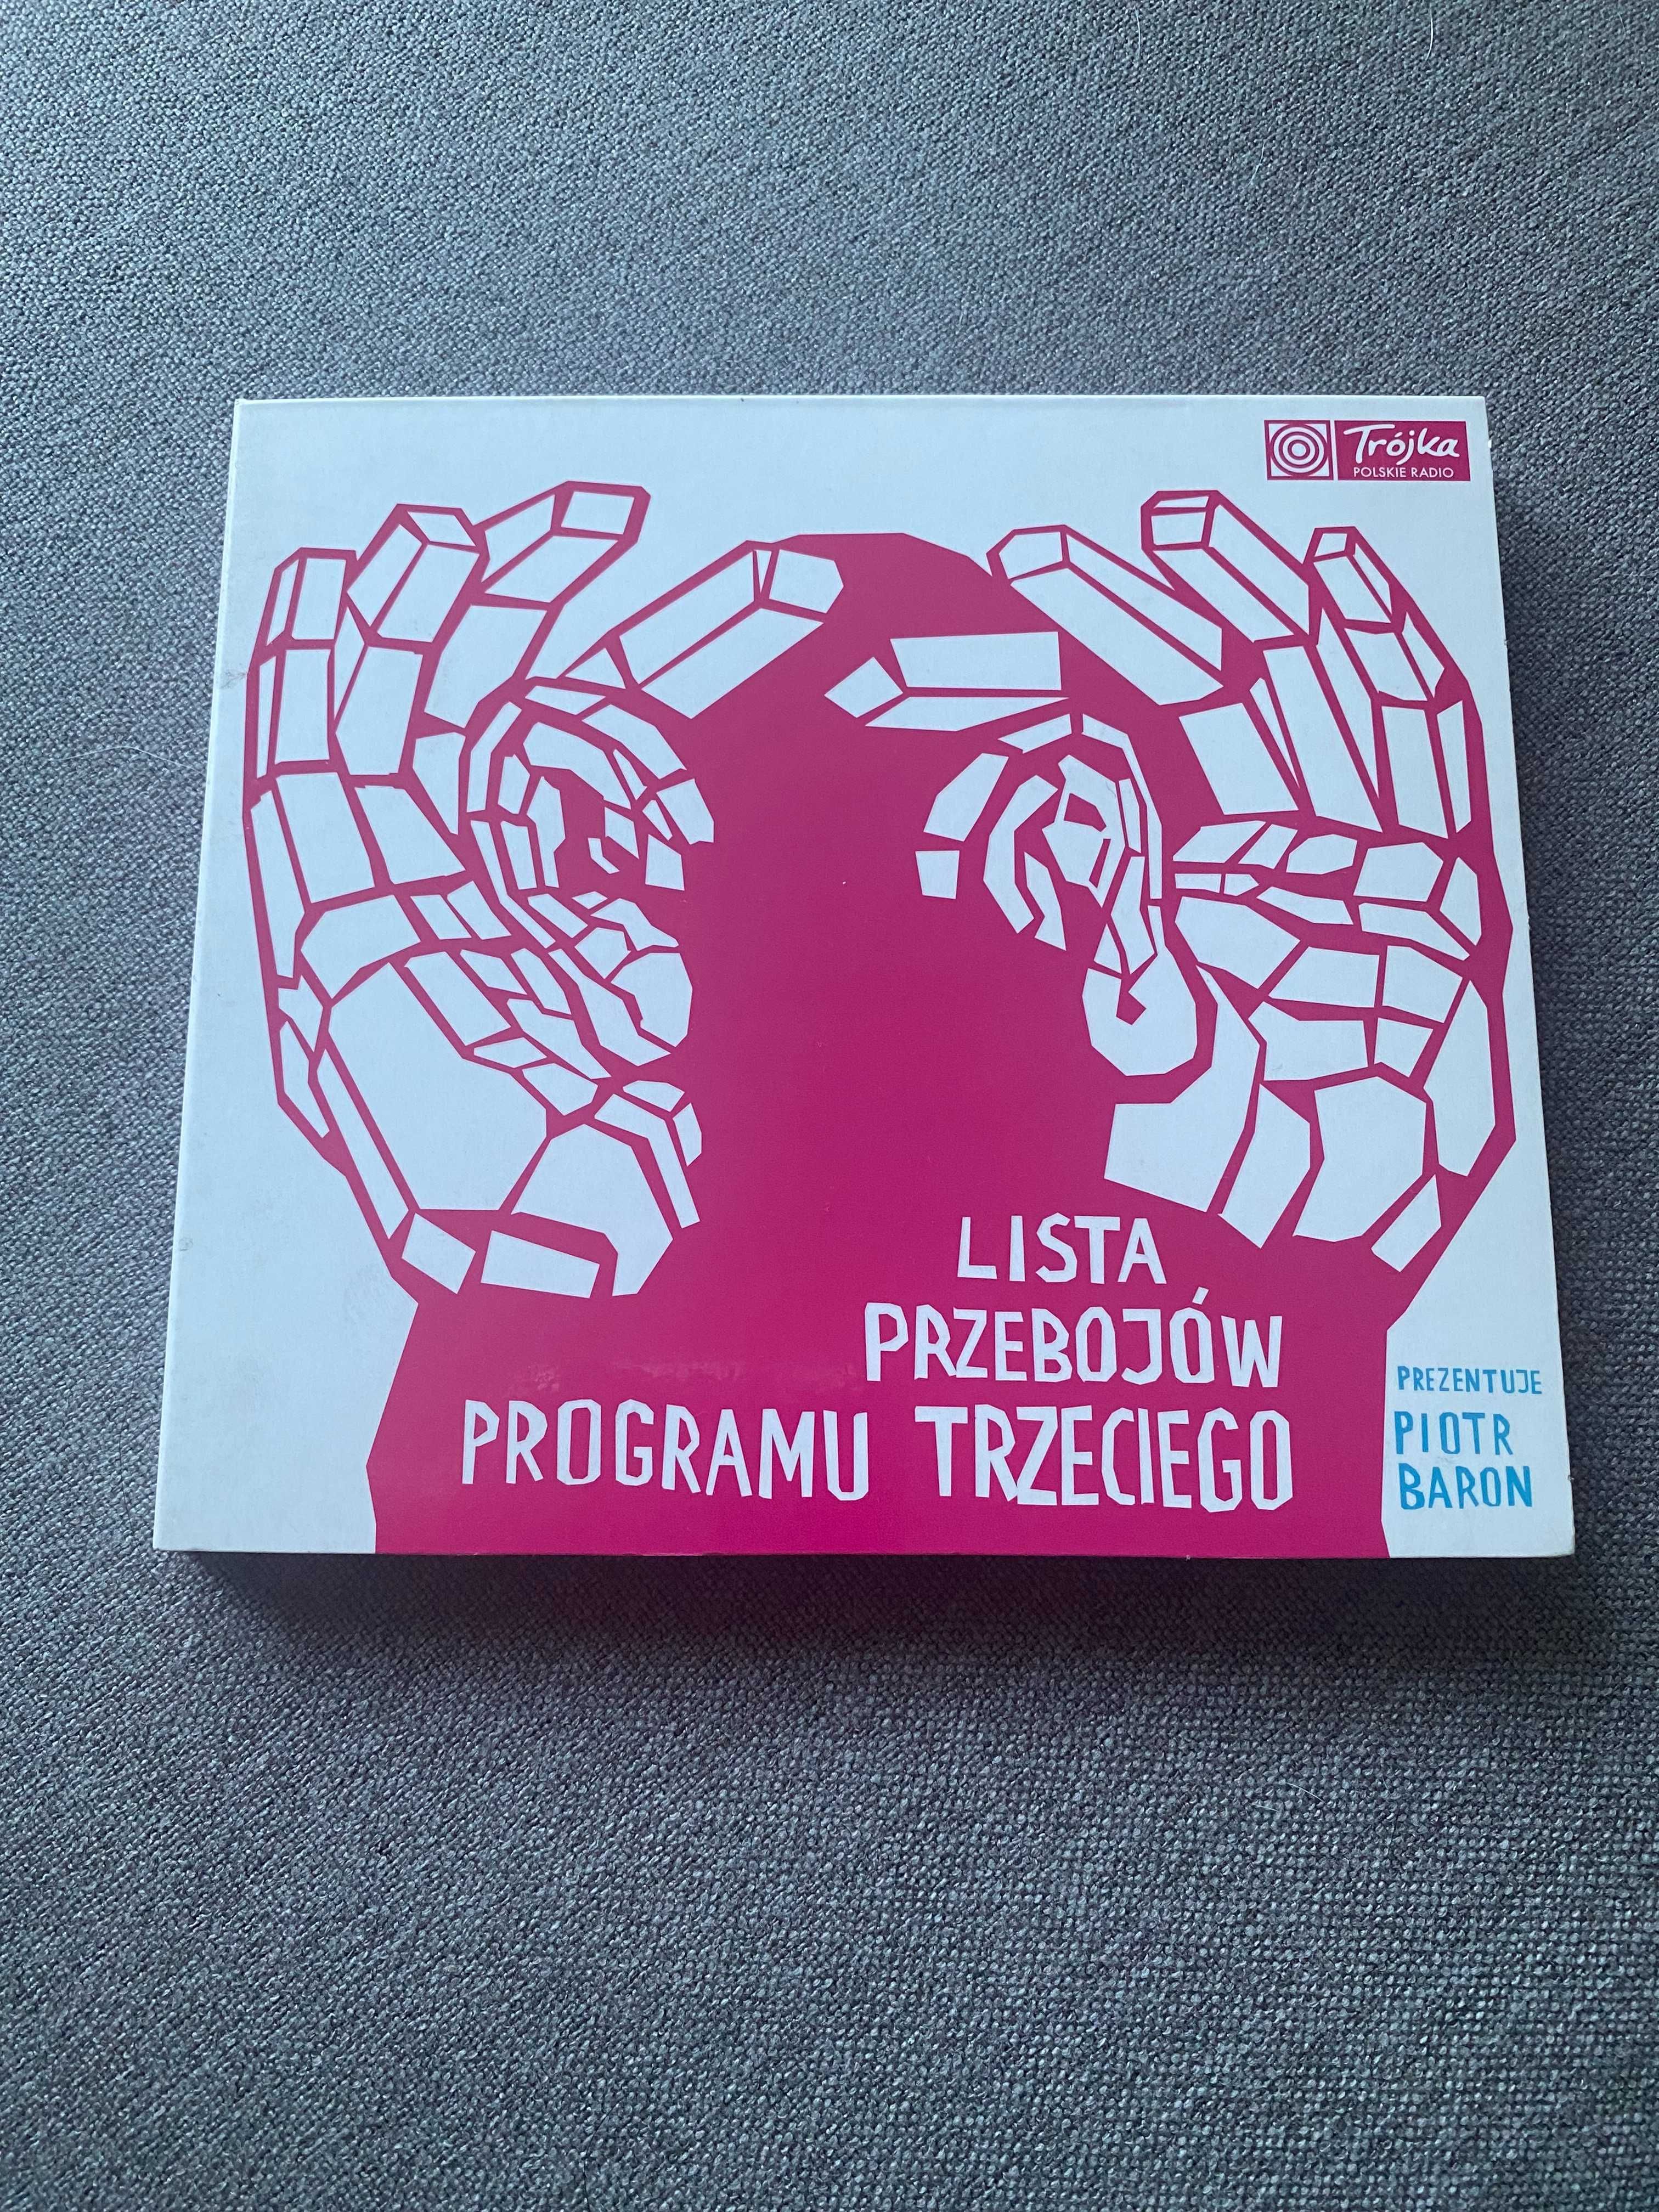 Trójka
POLSKIE RADIO
LISTA
PRZEBOJÓW
PROGRAMU TRZECIEGO
PREZENTUJE
PIOTR
BARON